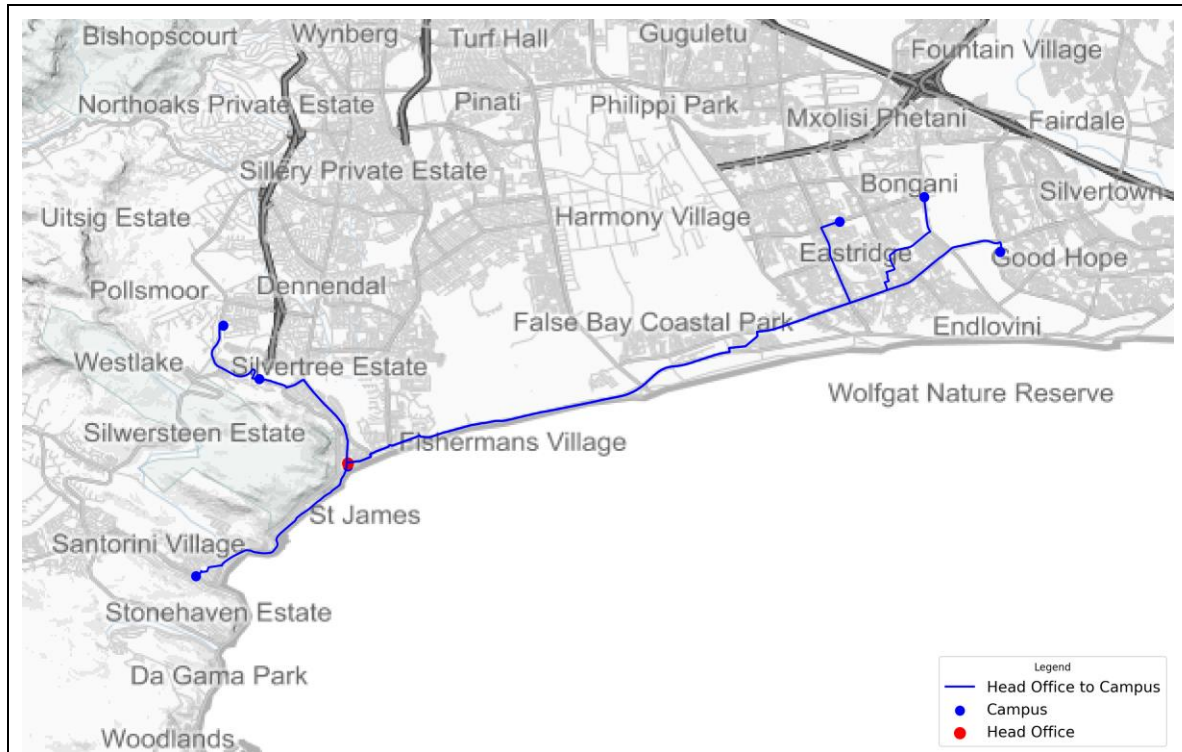 Bishopscourt
Wynberg
Turf Hall
Guguletu
Fountain Village
Northoaks Private Estate
Pinati
Philippi Park
Mxolisi Phetani
Fairdale
Sillery Private Estate
Bongani
Silvertown
Uitsig Estate
Harmony Village
Eastridge
Good Hope
Pollsmoor
Dennendal
False Bay Coastal Park
Endlovini
Westlake
Silvertree Estate
Wolfgat Nature Reserve
Silwersteen Estate
Fishermans Village
St James
Santorini Village
Stonehaven Estate
Da Gama Park
Woodlands
Legend
Head Office to Campus
Campus
Head Office